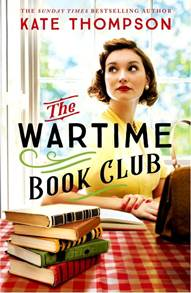 THE SUNDAY TIMES BESTSELLING AUTHOR
KATE THOMPSON
The
WARTIME
BOOK CLUB